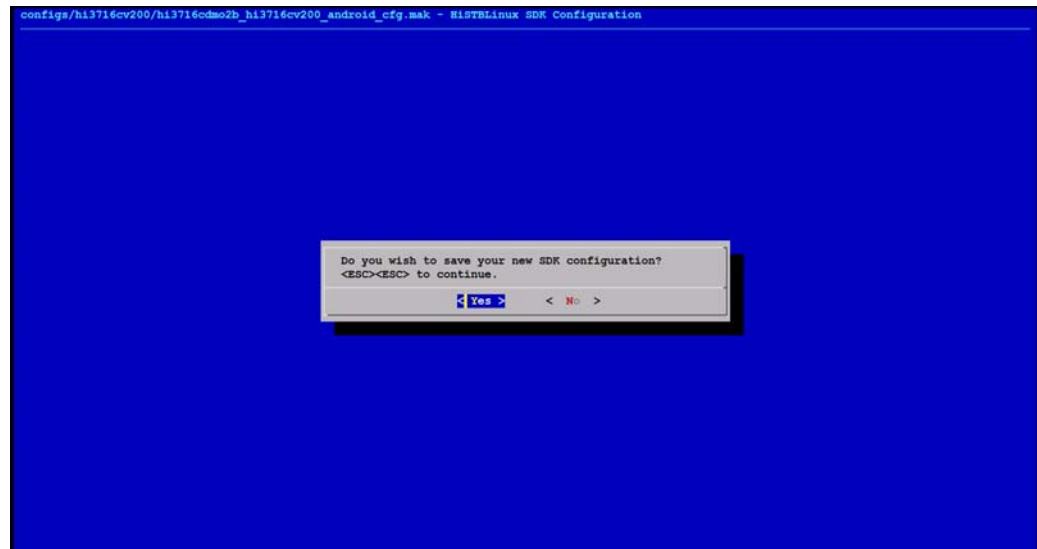 configs/hi3716cv200/hi3716cdmo2b_hi3716cv200_android_cfg.mak - HiSTBLinux SDK Configuration
Do you wish to save your new SDK configuration?
<ESC><ESC> to continue.
< Yes > < No >